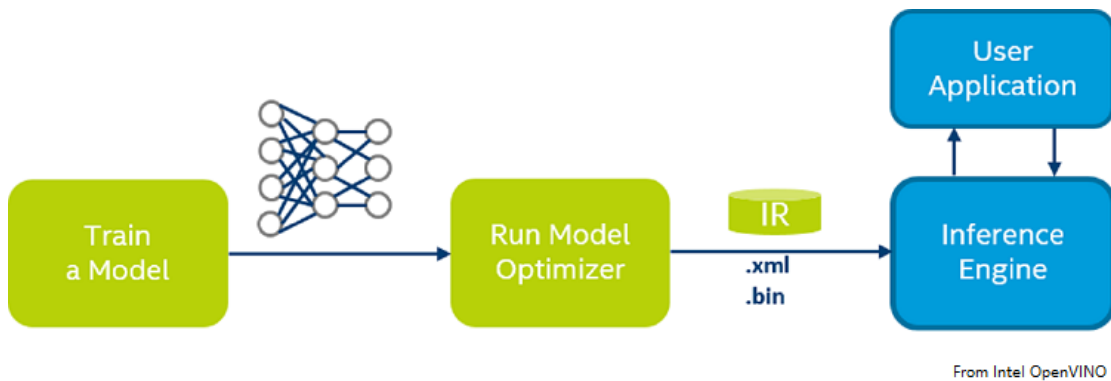 Train
a Model
Run Model
Optimizer
IR
.xml
.bin
User
Application
Inference
Engine
From Intel OpenVINO